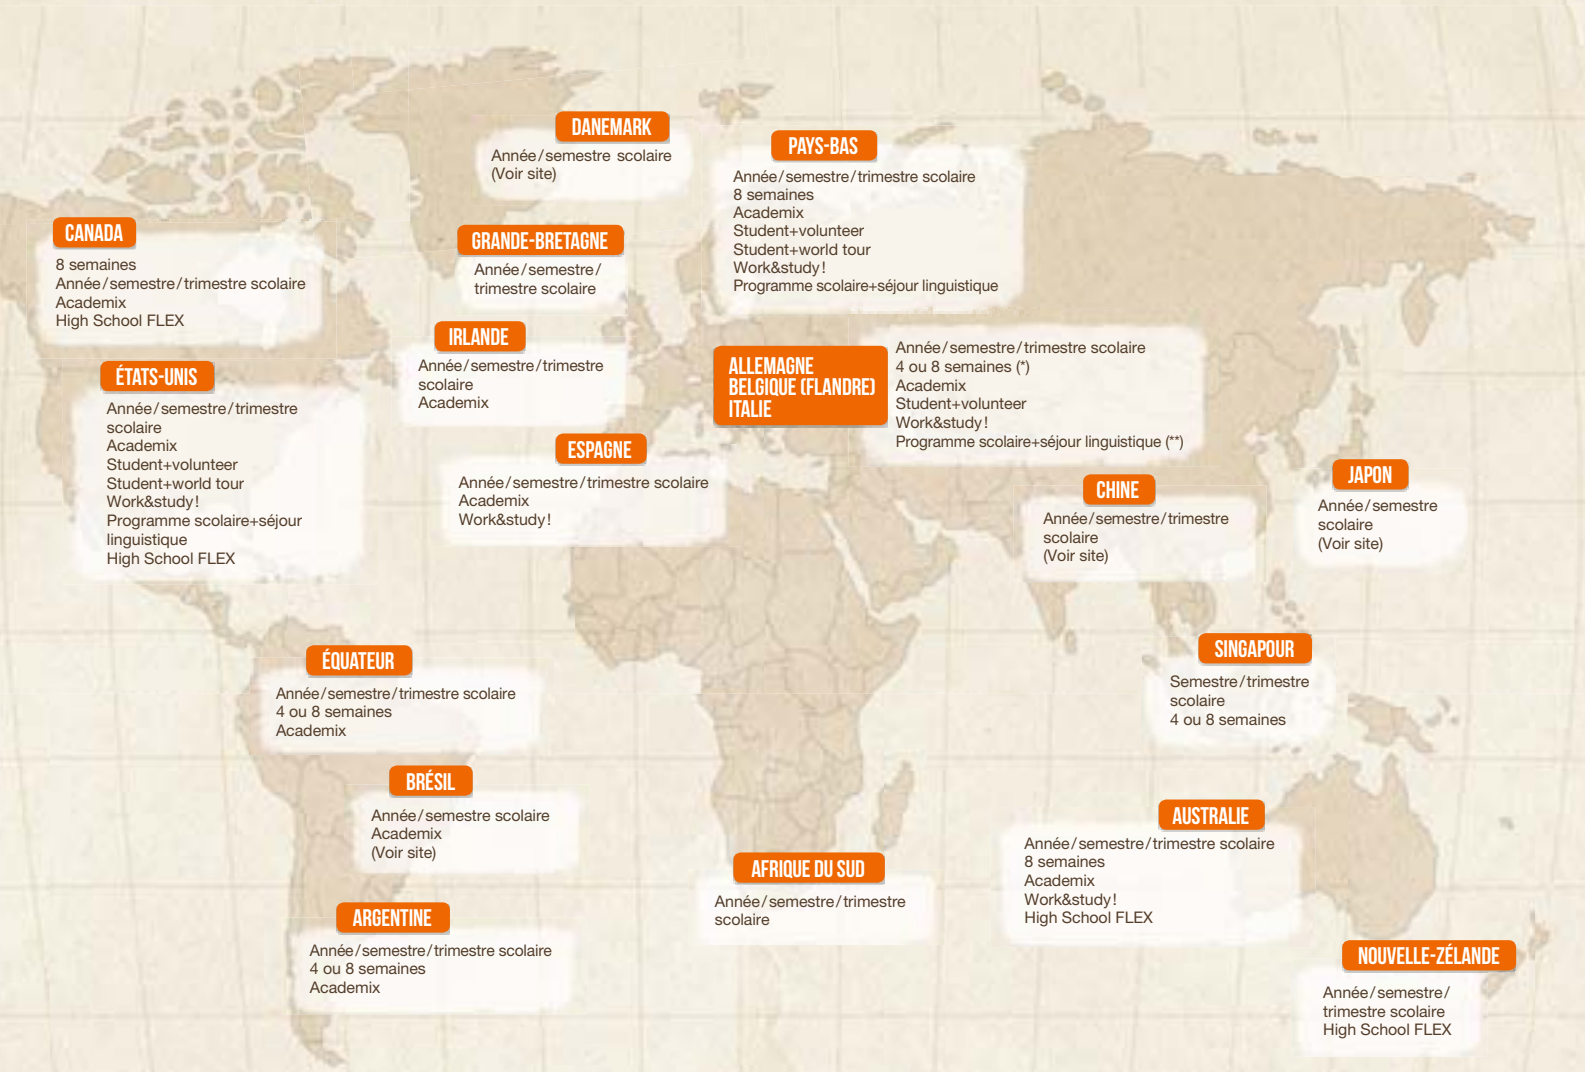 DANEMARK
Année/semestre scolaire
(Voir site)
PAYS-BAS
Année/semestre/trimestre scolaire
8 semaines
Academix
Student+volunteer
Student+world tour
Work&study!
Programme scolaire+séjour linguistique
CANADA
8 semaines
Année/semestre/trimestre scolaire
Academix
High School FLEX
GRANDE-BRETAGNE
Année/semestre/
trimestre scolaire
IRLANDE
Année/semestre/trimestre
scolaire
Academix
ALLEMAGNE
BELGIQUE (FLANDRE)
ITALIE
Année/semestre/trimestre scolaire
4 ou 8 semaines (*)
Academix
Student+volunteer
Work&study!
Programme scolaire+séjour linguistique (**)
ÉTATS-UNIS
Année/semestre/trimestre
scolaire
Academix
Student+volunteer
Student+world tour
Work&study!
Programme scolaire+séjour
linguistique
High School FLEX
ESPAGNE
Année/semestre/trimestre scolaire
Academix
Work&study!
CHINE
Année/semestre/trimestre
scolaire
(Voir site)
JAPON
Année/semestre
scolaire
(Voir site)
ÉQUATEUR
Année/semestre/trimestre scolaire
4 ou 8 semaines
Academix
SINGAPOUR
Semestre/trimestre
scolaire
4 ou 8 semaines
BRÉSIL
Année/semestre scolaire
Academix
(Voir site)
AFRIQUE DU SUD
Année/semestre/trimestre
scolaire
AUSTRALIE
Année/semestre/trimestre scolaire
8 semaines
Academix
Work&study!
High School FLEX
ARGENTINE
Année/semestre/trimestre scolaire
4 ou 8 semaines
Academix
NOUVELLE-ZÉLANDE
Année/semestre/
trimestre scolaire
High School FLEX